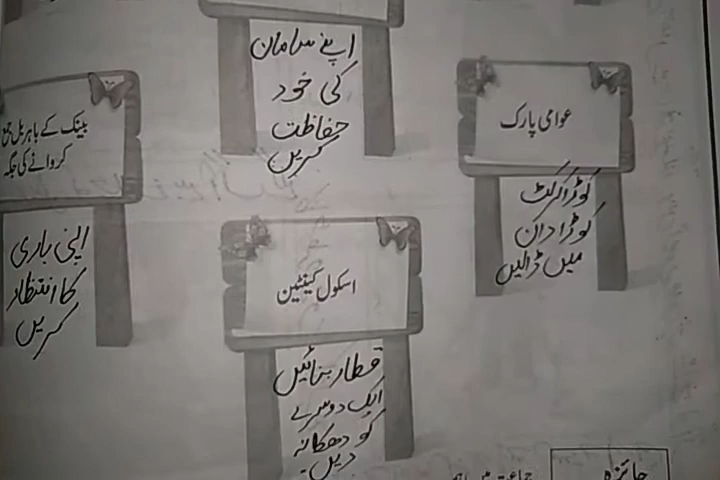 اپنے سامان
کی خود
حفاظت
کریں
عوامی پارک
کوڑا کرکٹ
کوڑا دان
میں ڈالیں
بینک کے باہر بل جمع
کروانے کی جگہ
اپنی باری
کا انتظار
کریں
اسکول کینٹین
قطار بنائیں
ایک دوسرے
کو دھکا نہ
دیں۔
جائزہ
جماعت میں